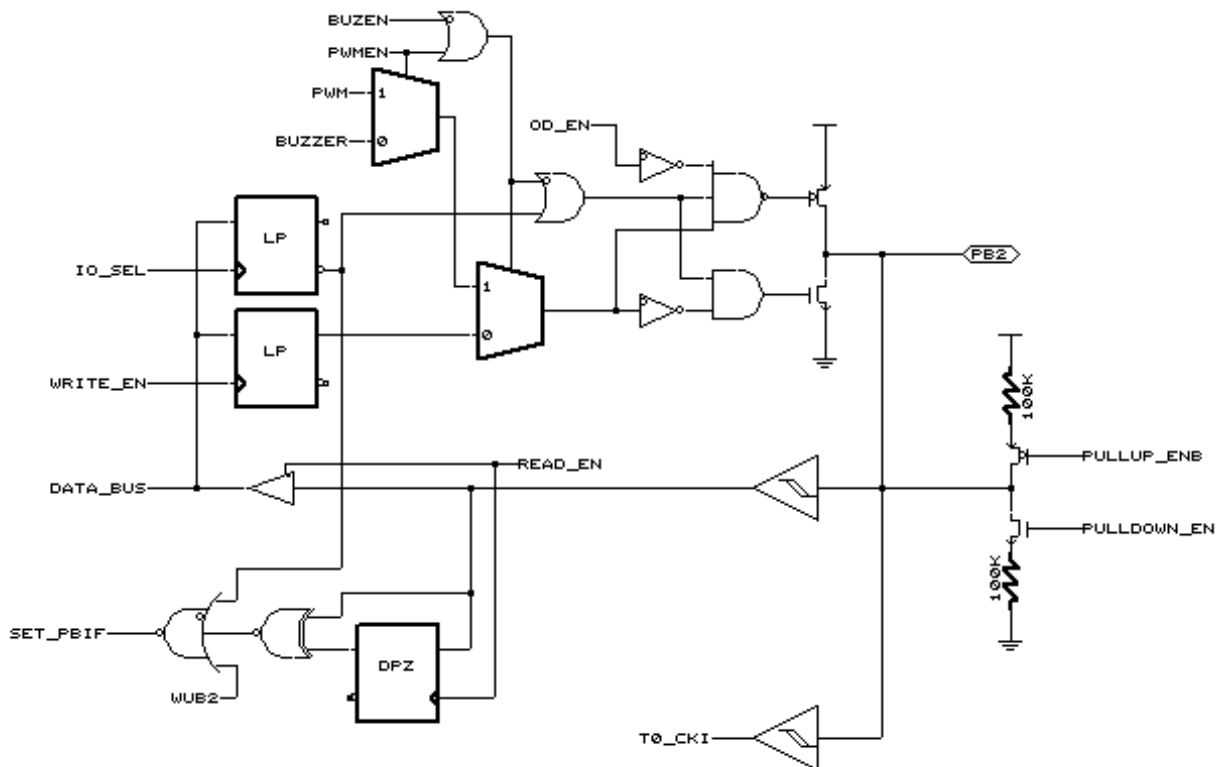 BUZEN
PWMEN
PWM
1
BUZZER
0
OD_EN
LP
IO_SEL
PB2
1
0
LP
WRITE_EN
100K
READ_EN
PULLUP_ENB
DATA_BUS
PULLDOWN_EN
100K
SET_PBIF
DPZ
WUB2
T0_CKI